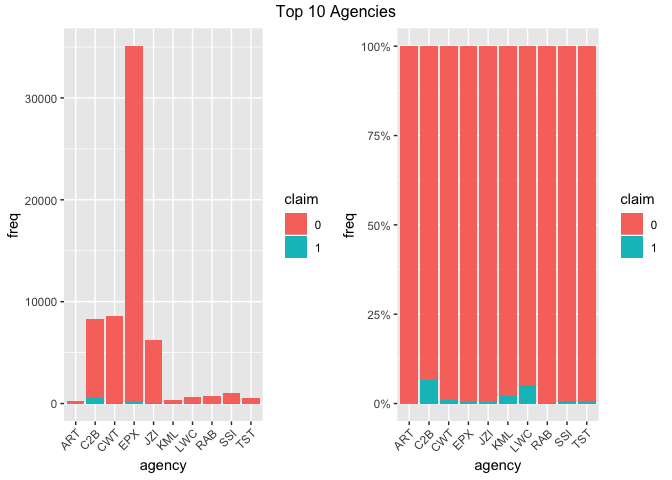 Top 10 Agencies
freq
30000
20000
10000
0
ART
C2B
CWT
EPX
JZI
KML
LWC
RAB
SSI
TST
agency
claim
0
1
freq
100%
75%
50%
25%
0%
ART
C2B
CWT
EPX
JZI
KML
LWC
RAB
SSI
TST
agency
claim
0
1